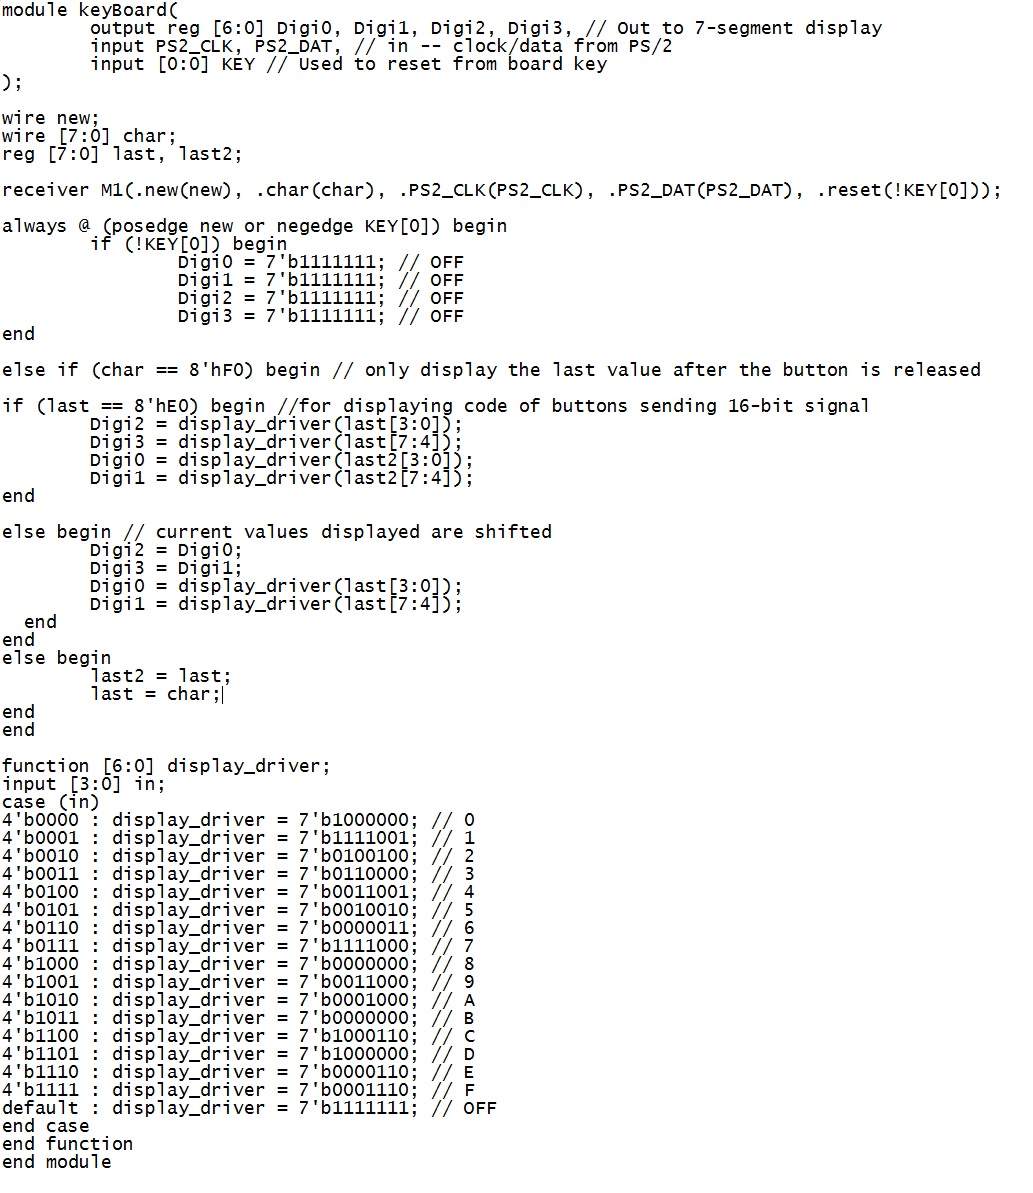 module keyBoard(
output reg [6:0] Digi0, Digi1, Digi2, Digi3, // Out to 7-segment display
input PS2_CLK, PS2_DAT, // in -- clock/data from PS/2
input [0:0] KEY // Used to reset from board key
);
wire new;
wire [7:0] char;
reg [7:0] last, last2;
receiver M1(.new(new), .char(char), .PS2_CLK(PS2_CLK), .PS2_DAT(PS2_DAT), .reset(!KEY[0]));
always @ (posedge new or negedge KEY[0]) begin
if (!KEY[0]) begin
Digi0 = 7'b1111111; // OFF
Digi1 = 7'b1111111; // OFF
Digi2 = 7'b1111111; // OFF
Digi3 = 7'b1111111; // OFF
end
else if (char == 8'hF0) begin // only display the last value after the button is released
if (last == 8'hE0) begin //for displaying code of buttons sending 16-bit signal
Digi2 = display_driver(last[3:0]);
Digi3 = display_driver(last[7:4]);
Digi0 = display_driver(last2[3:0]);
Digi1 = display_driver(last2[7:4]);
end
else begin // current values displayed are shifted
Digi2 = Digi0;
Digi3 = Digi1;
Digi0 = display_driver(last[3:0]);
Digi1 = display_driver(last[7:4]);
end
end
else begin
last2 = last;
last = char;
end
end
function [6:0] display_driver;
input [3:0] in;
case (in)
4'b0000 : display_driver = 7'b1000000; // 0
4'b0001 : display_driver = 7'b1111001; // 1
4'b0010 : display_driver = 7'b0100100; // 2
4'b0011 : display_driver = 7'b0110000; // 3
4'b0100 : display_driver = 7'b0011001; // 4
4'b0101 : display_driver = 7'b0010010; // 5
4'b0110 : display_driver = 7'b0000011; // 6
4'b0111 : display_driver = 7'b1111000; // 7
4'b1000 : display_driver = 7'b0000000; // 8
4'b1001 : display_driver = 7'b0011000; // 9
4'b1010 : display_driver = 7'b0001000; // A
4'b1011 : display_driver = 7'b0000000; // B
4'b1100 : display_driver = 7'b1000110; // C
4'b1101 : display_driver = 7'b1000000; // D
4'b1110 : display_driver = 7'b0000110; // E
4'b1111 : display_driver = 7'b0001110; // F
default : display_driver = 7'b1111111; // OFF
end case
end function
end module